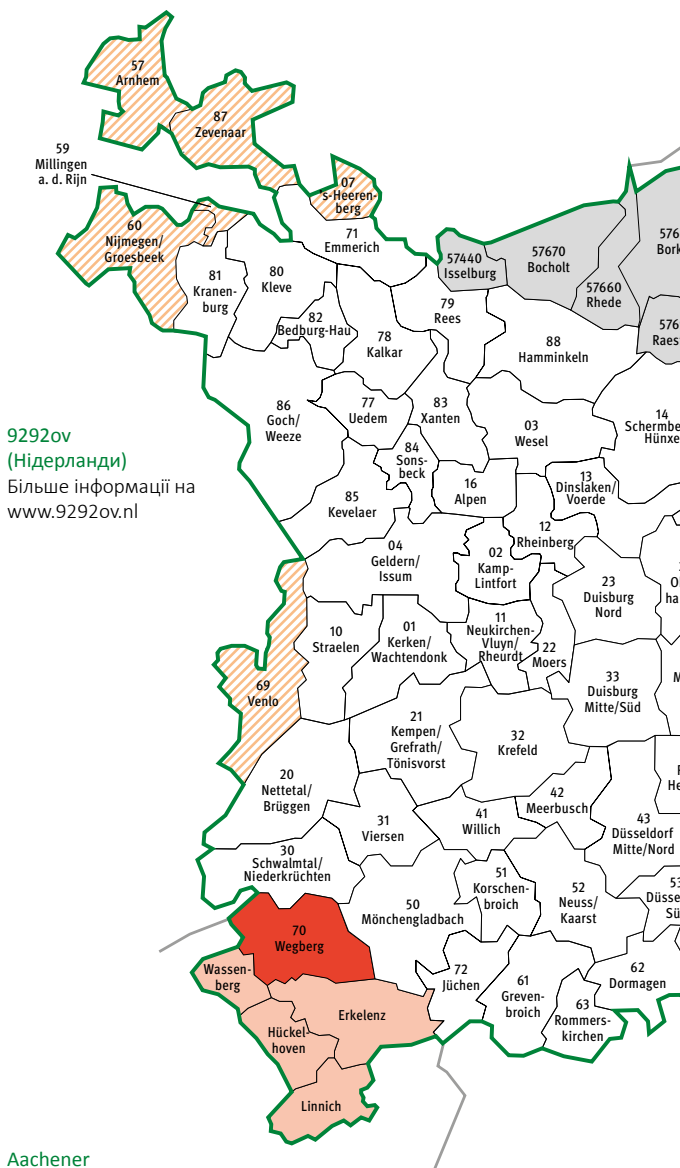 57
Arnhem
87
Zevenaar
59
Millingen
a. d. Rijn
07
's-Heeren-
berg
60
Nijmegen/
Groesbeek
71
Emmerich
57440
Isselburg
57670
Bocholt
57660
Rhede
81
Kranen-
burg
80
Kleve
82
Bedburg-Hau
79
Rees
78
Kalkar
88
Hamminkeln
86
Goch/
Weeze
77
Uedem
83
Xanten
03
Wesel
14
9292ov
(Нідерланди)
Більше інформації на
www.9292ov.nl
84
Sons-
beck
85
Kevelaer
16
Alpen
13
Dinslaken/
Voerde
12
Rheinberg
04
Geldern/
Issum
02
Kamp-
Lintfort
23
Duisburg
Nord
10
Straelen
01
Kerken/
Wachtendonk
11
Neukirchen-
Vluyn/
Rheurdt
22
Moers
69
Venlo
33
Duisburg
Mitte/Süd
21
Kempen/
Grefrath/
Tönisvorst
32
Krefeld
20
Nettetal/
Brüggen
42
Meerbusch
31
Viersen
41
Willich
43
Düsseldorf
Mitte/Nord
30
Schwalmtal/
Niederkrüchten
51
Korschen-
broich
52
Neuss/
Kaarst
50
Mönchengladbach
70
Wegberg
Wassen-
berg
72
Jüchen
61
Greven-
broich
62
Dormagen
63
Rommers-
kirchen
Erkelenz
Hückel-
hoven
Linnich
Aachener